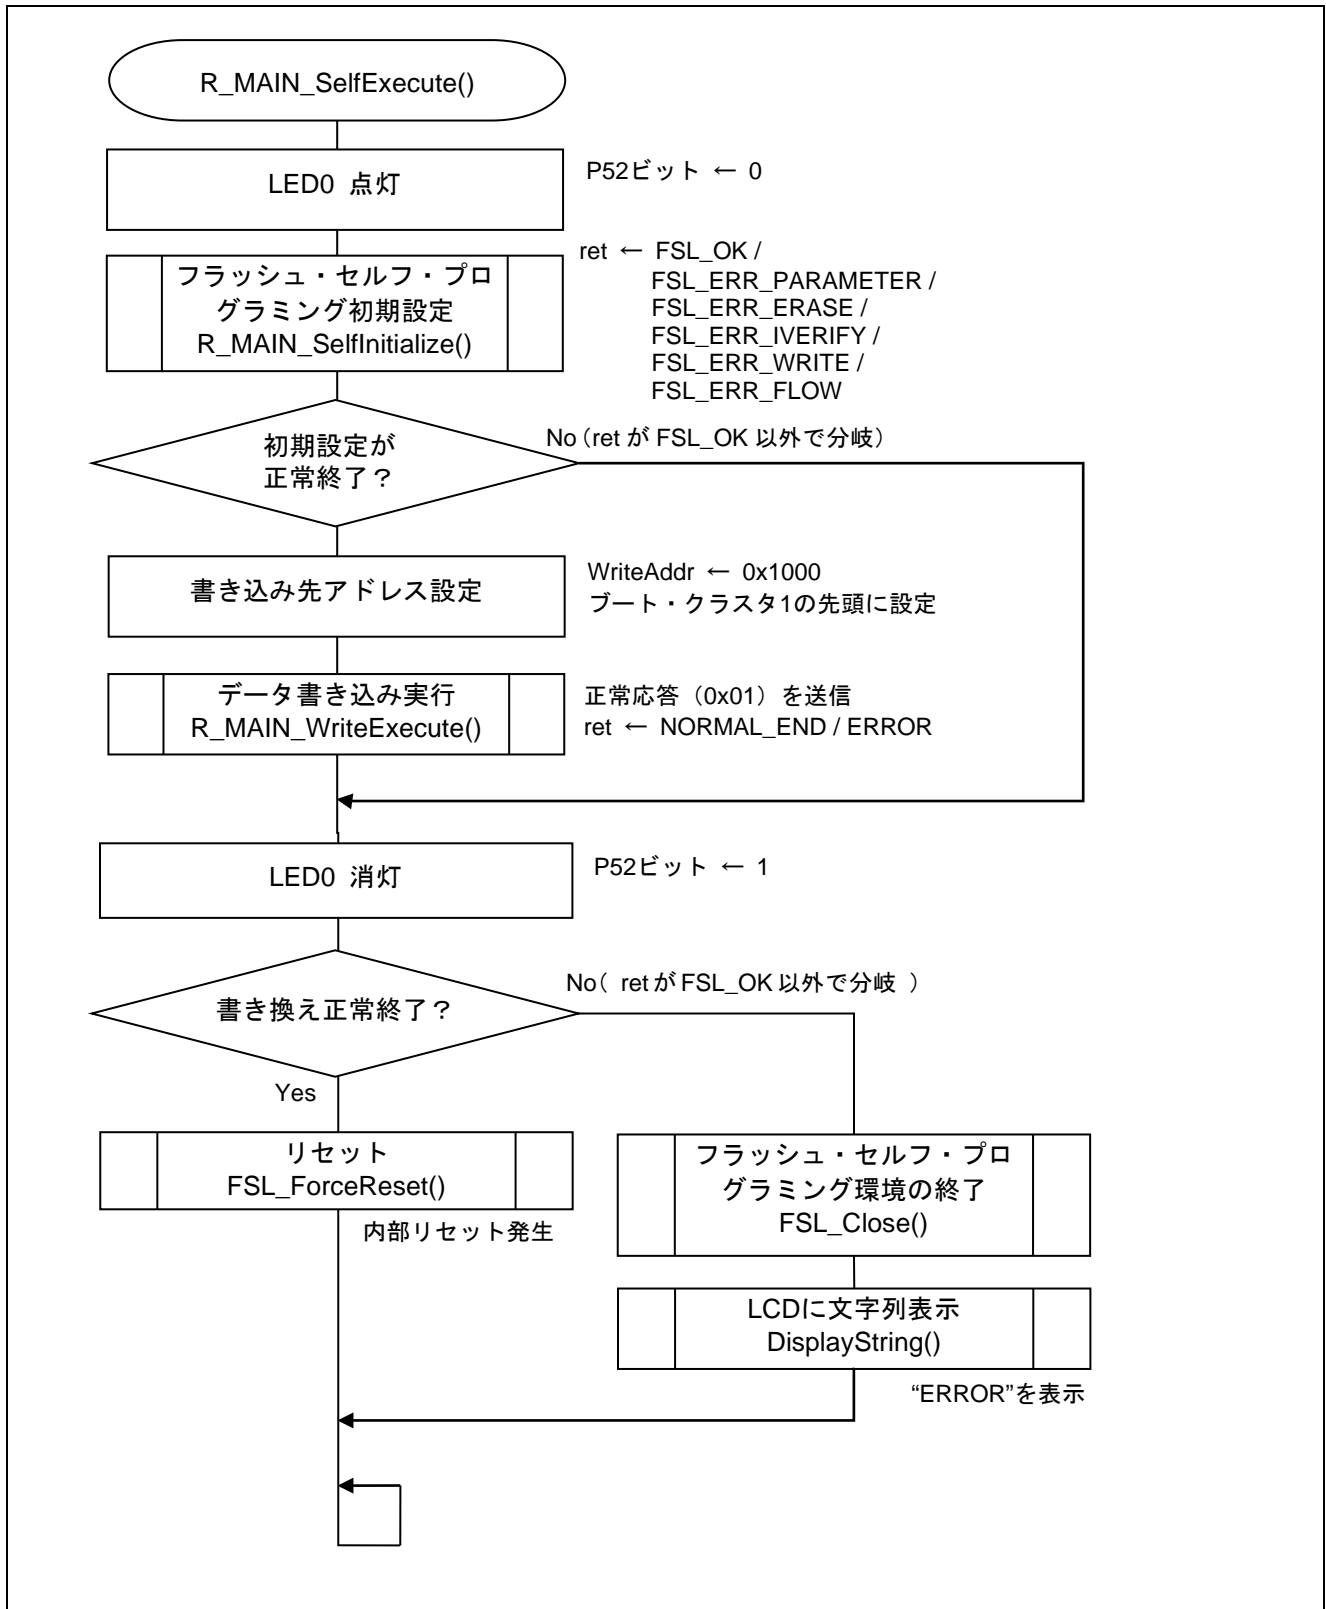 R_MAIN_SelfExecute()
LED0 点灯
P52ビット ← 0
フラッシュ・セルフ・プロ
グラミング初期設定
R_MAIN_SelfInitialize()
ret ← FSL_OK /
FSL_ERR_PARAMETER /
FSL_ERR_ERASE /
FSL_ERR_IVERIFY /
FSL_ERR_WRITE /
FSL_ERR_FLOW
初期設定が
正常終了？
No（ret が FSL_OK 以外で分岐）
書き込み先アドレス設定
WriteAddr ← 0x1000
ブート・クラスタ1の先頭に設定
データ書き込み実行
R_MAIN_WriteExecute()
正常応答（0x01）を送信
ret ← NORMAL_END / ERROR
LED0 消灯
P52ビット ← 1
書き換え正常終了？
No（ ret が FSL_OK 以外で分岐 ）
Yes
リセット
FSL_ForceReset()
内部リセット発生
フラッシュ・セルフ・プロ
グラミング環境の終了
FSL_Close()
LCDに文字列表示
DisplayString()
“ERROR”を表示